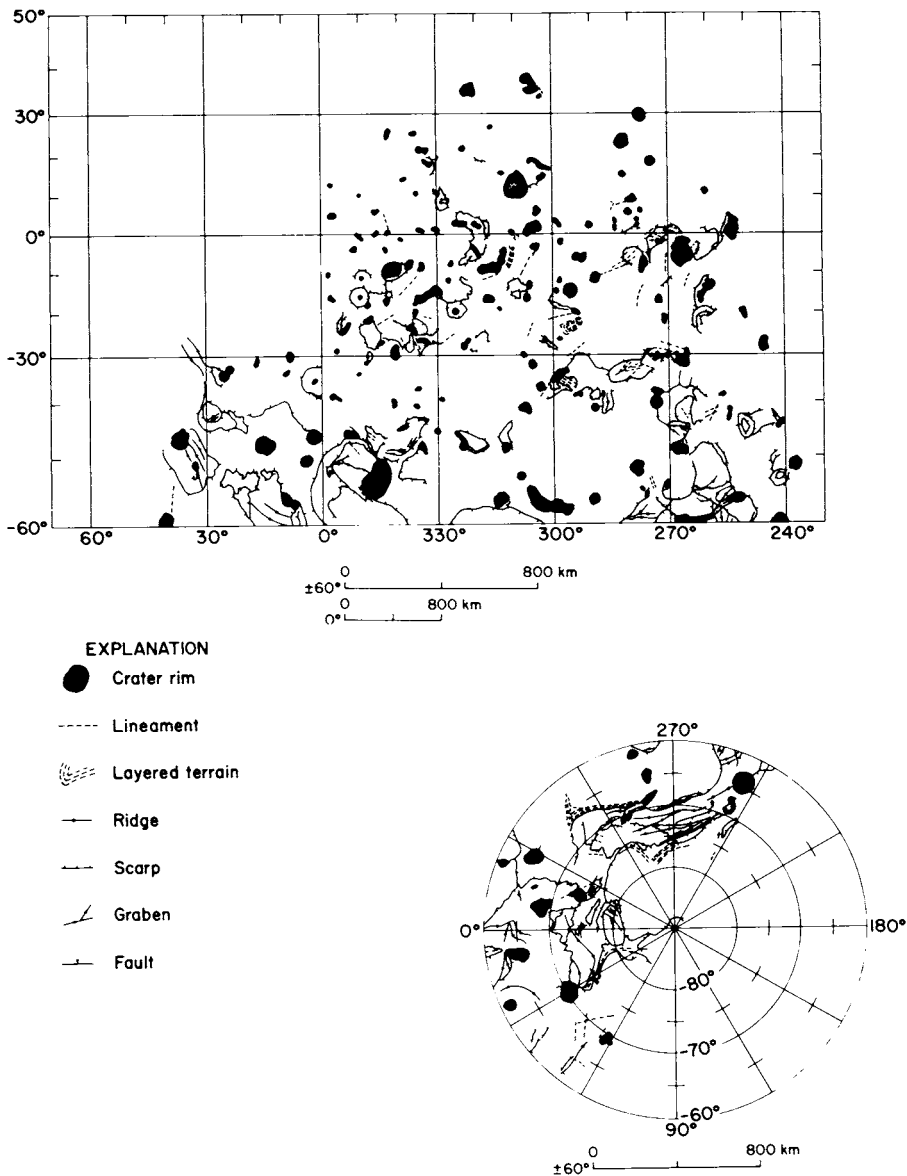 50°
30°
0°
-30°
-60°
60° 30° 0° 330° 300° 270° 240°
0 800 km
±60°
0 800 km
0°
EXPLANATION
Crater rim
Lineament
Layered terrain
Ridge
Scarp
Graben
Fault
270°
0° 180°
-80°
-70°
-60°
90°
0 800 km
±60°